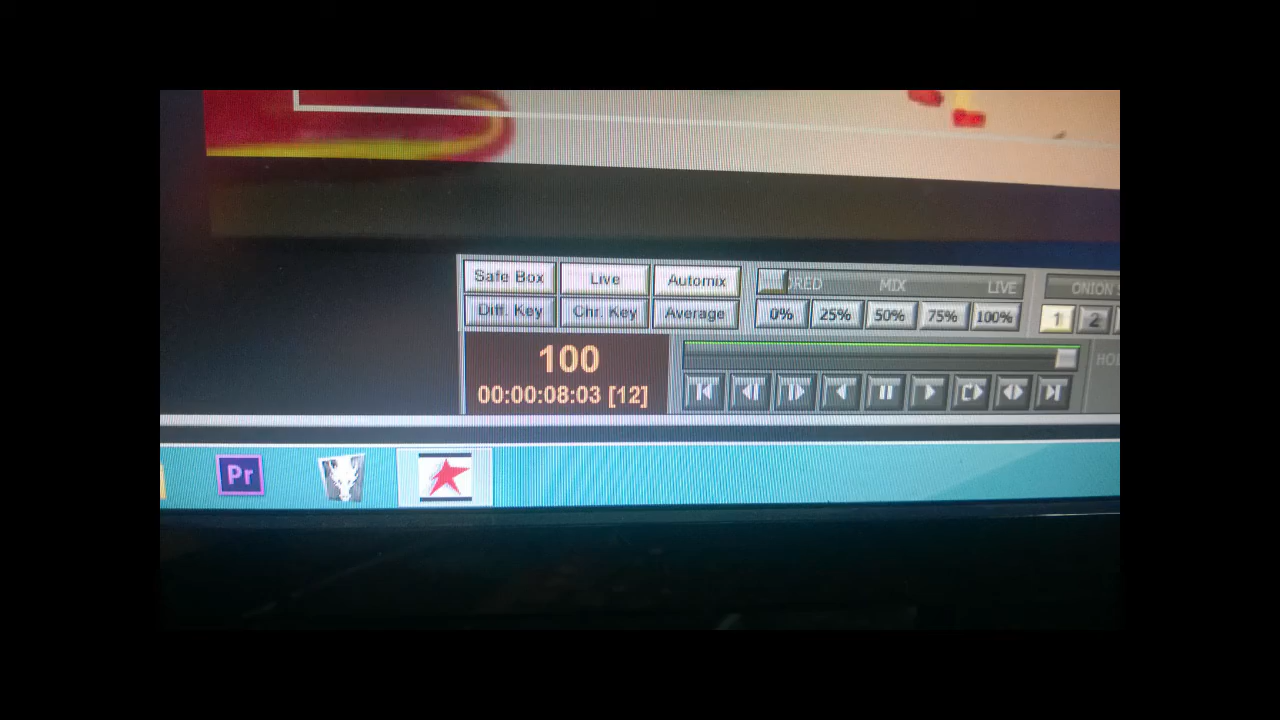 Safe Box Live Automix
Diff. Key Chr. Key Average
MIX LIVE
0% 25% 50% 75% 100%
ONION
1 2
100
00:00:08:03 [12]
Pr